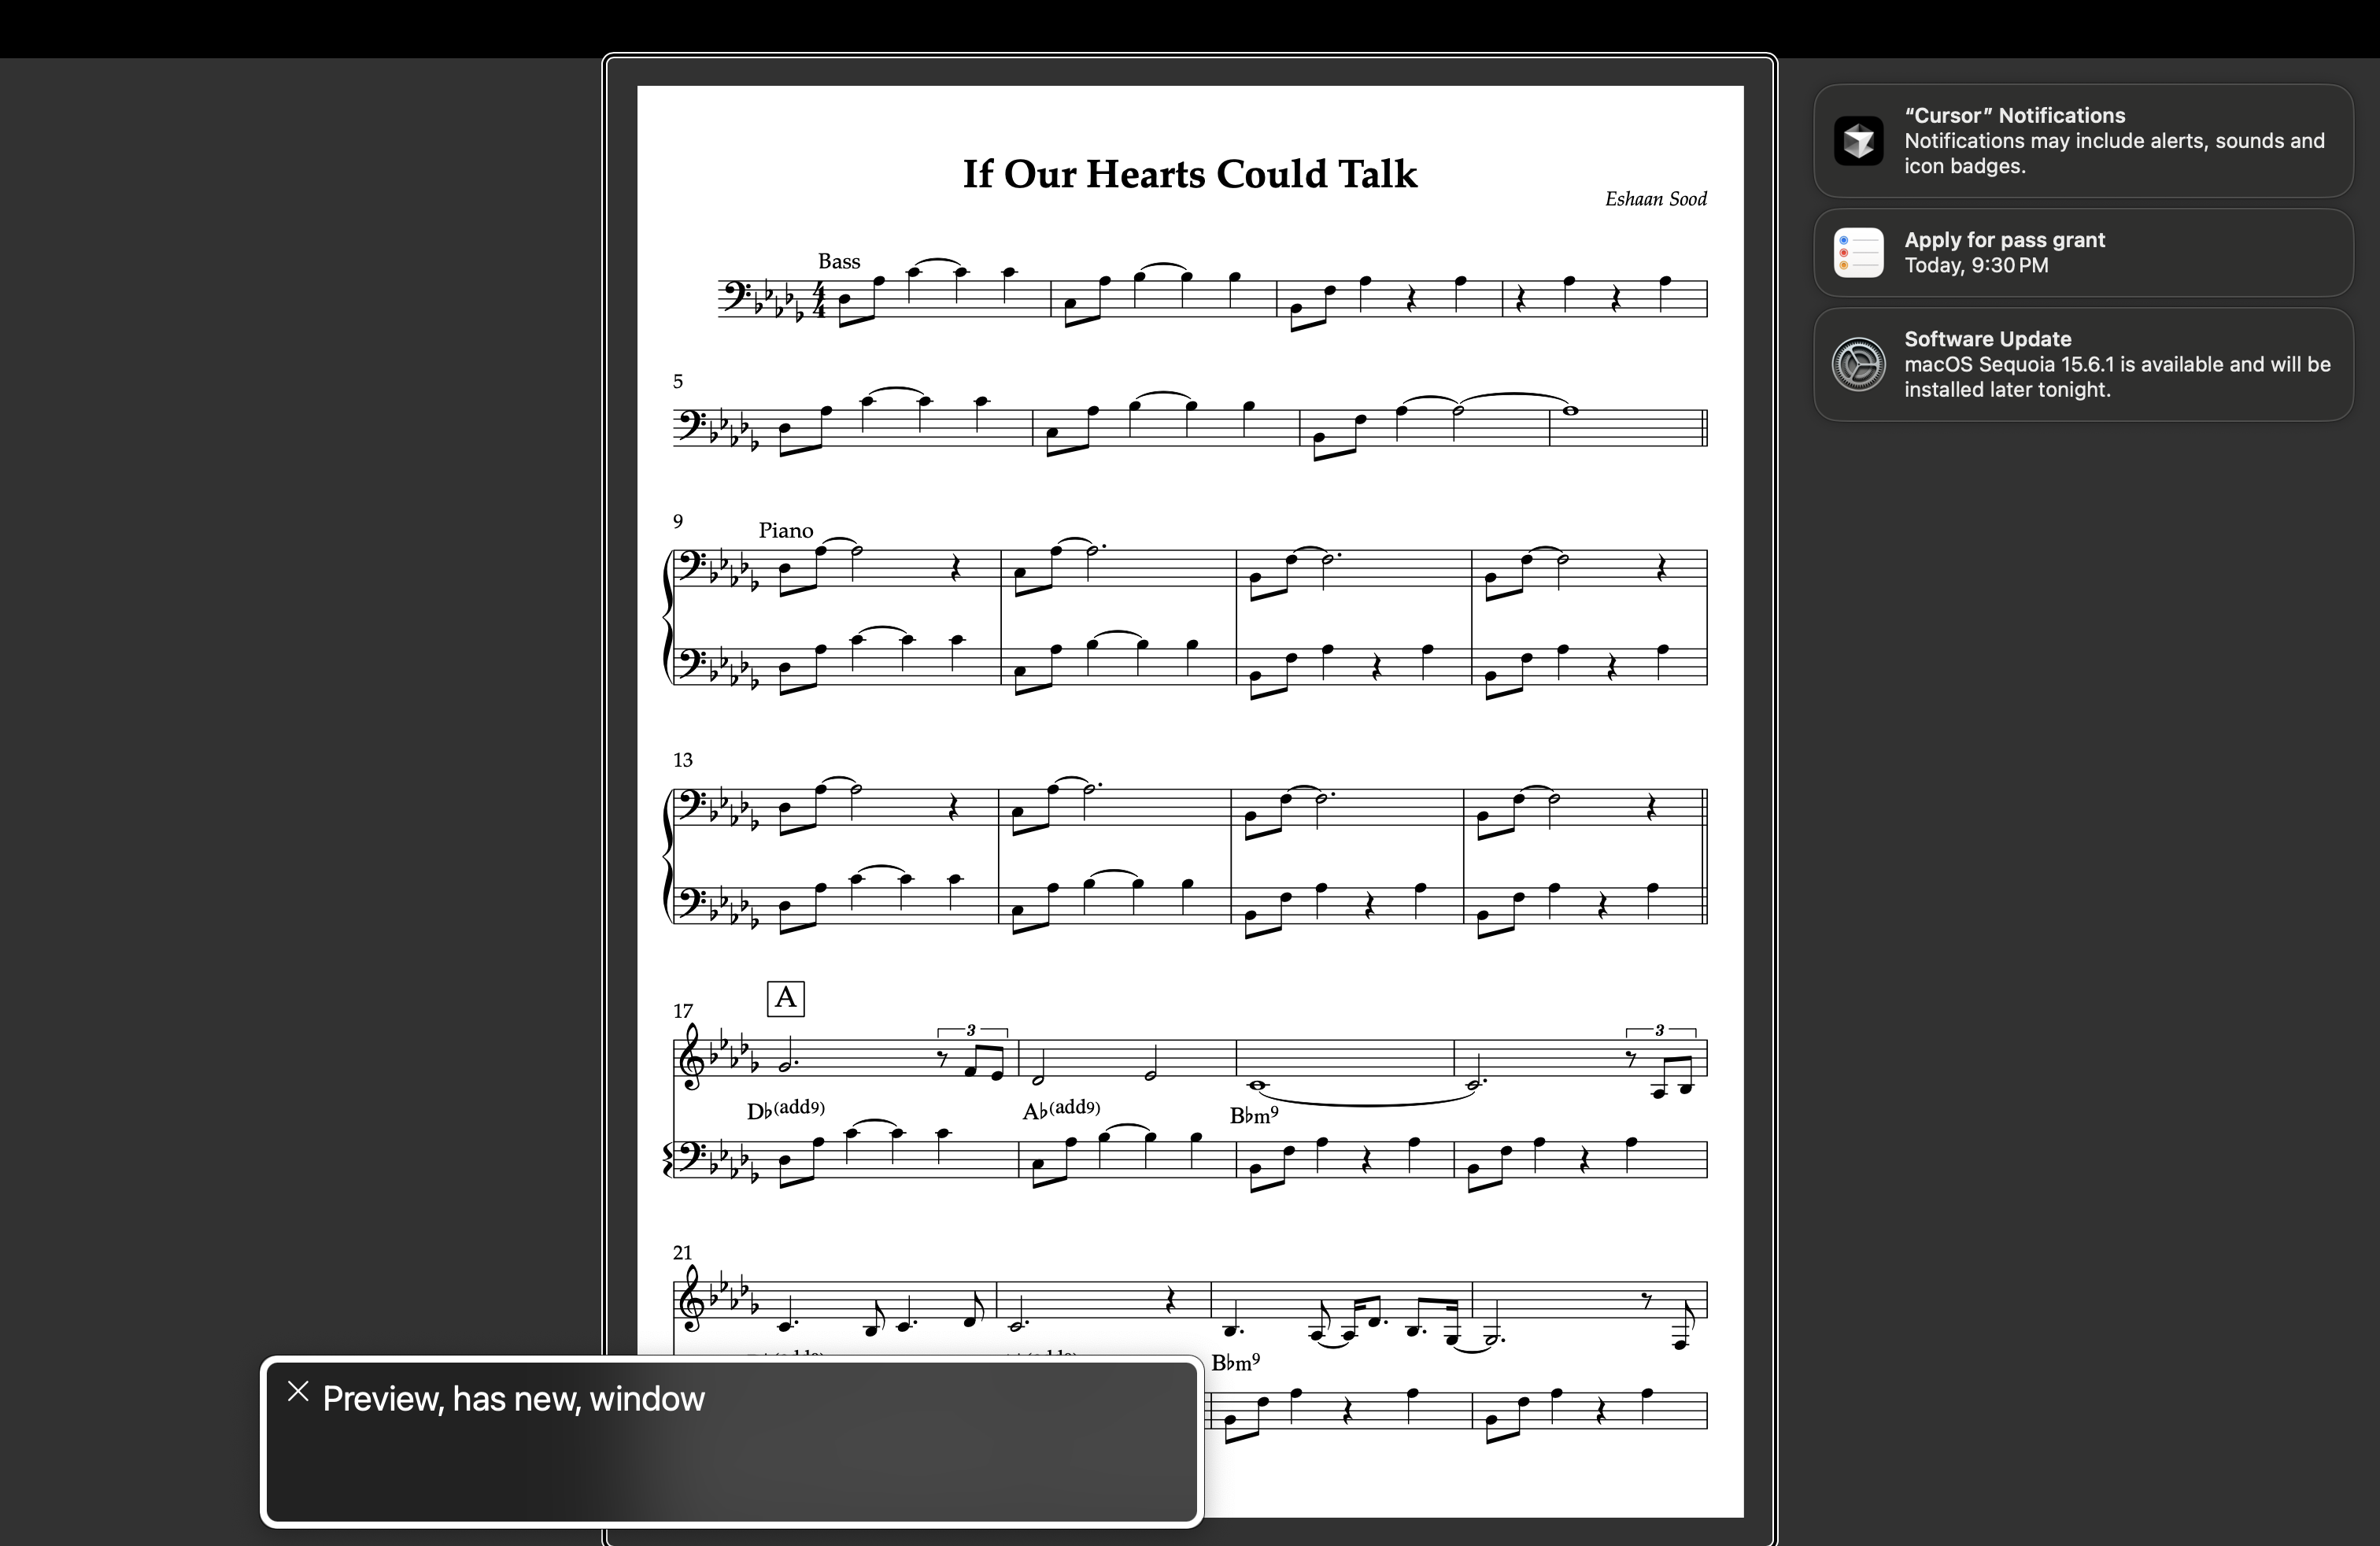 If Our Hearts Could Talk
Eshaan Sood
Bass
4
4
5
9
Piano
13
A
17
3
3
D♭(add9) A♭(add9) B♭m9
21
B♭m9
Preview, has new, window
“Cursor” Notifications
Notifications may include alerts, sounds and
icon badges.
Apply for pass grant
Today, 9:30 PM
Software Update
macOS Sequoia 15.6.1 is available and will be
installed later tonight.